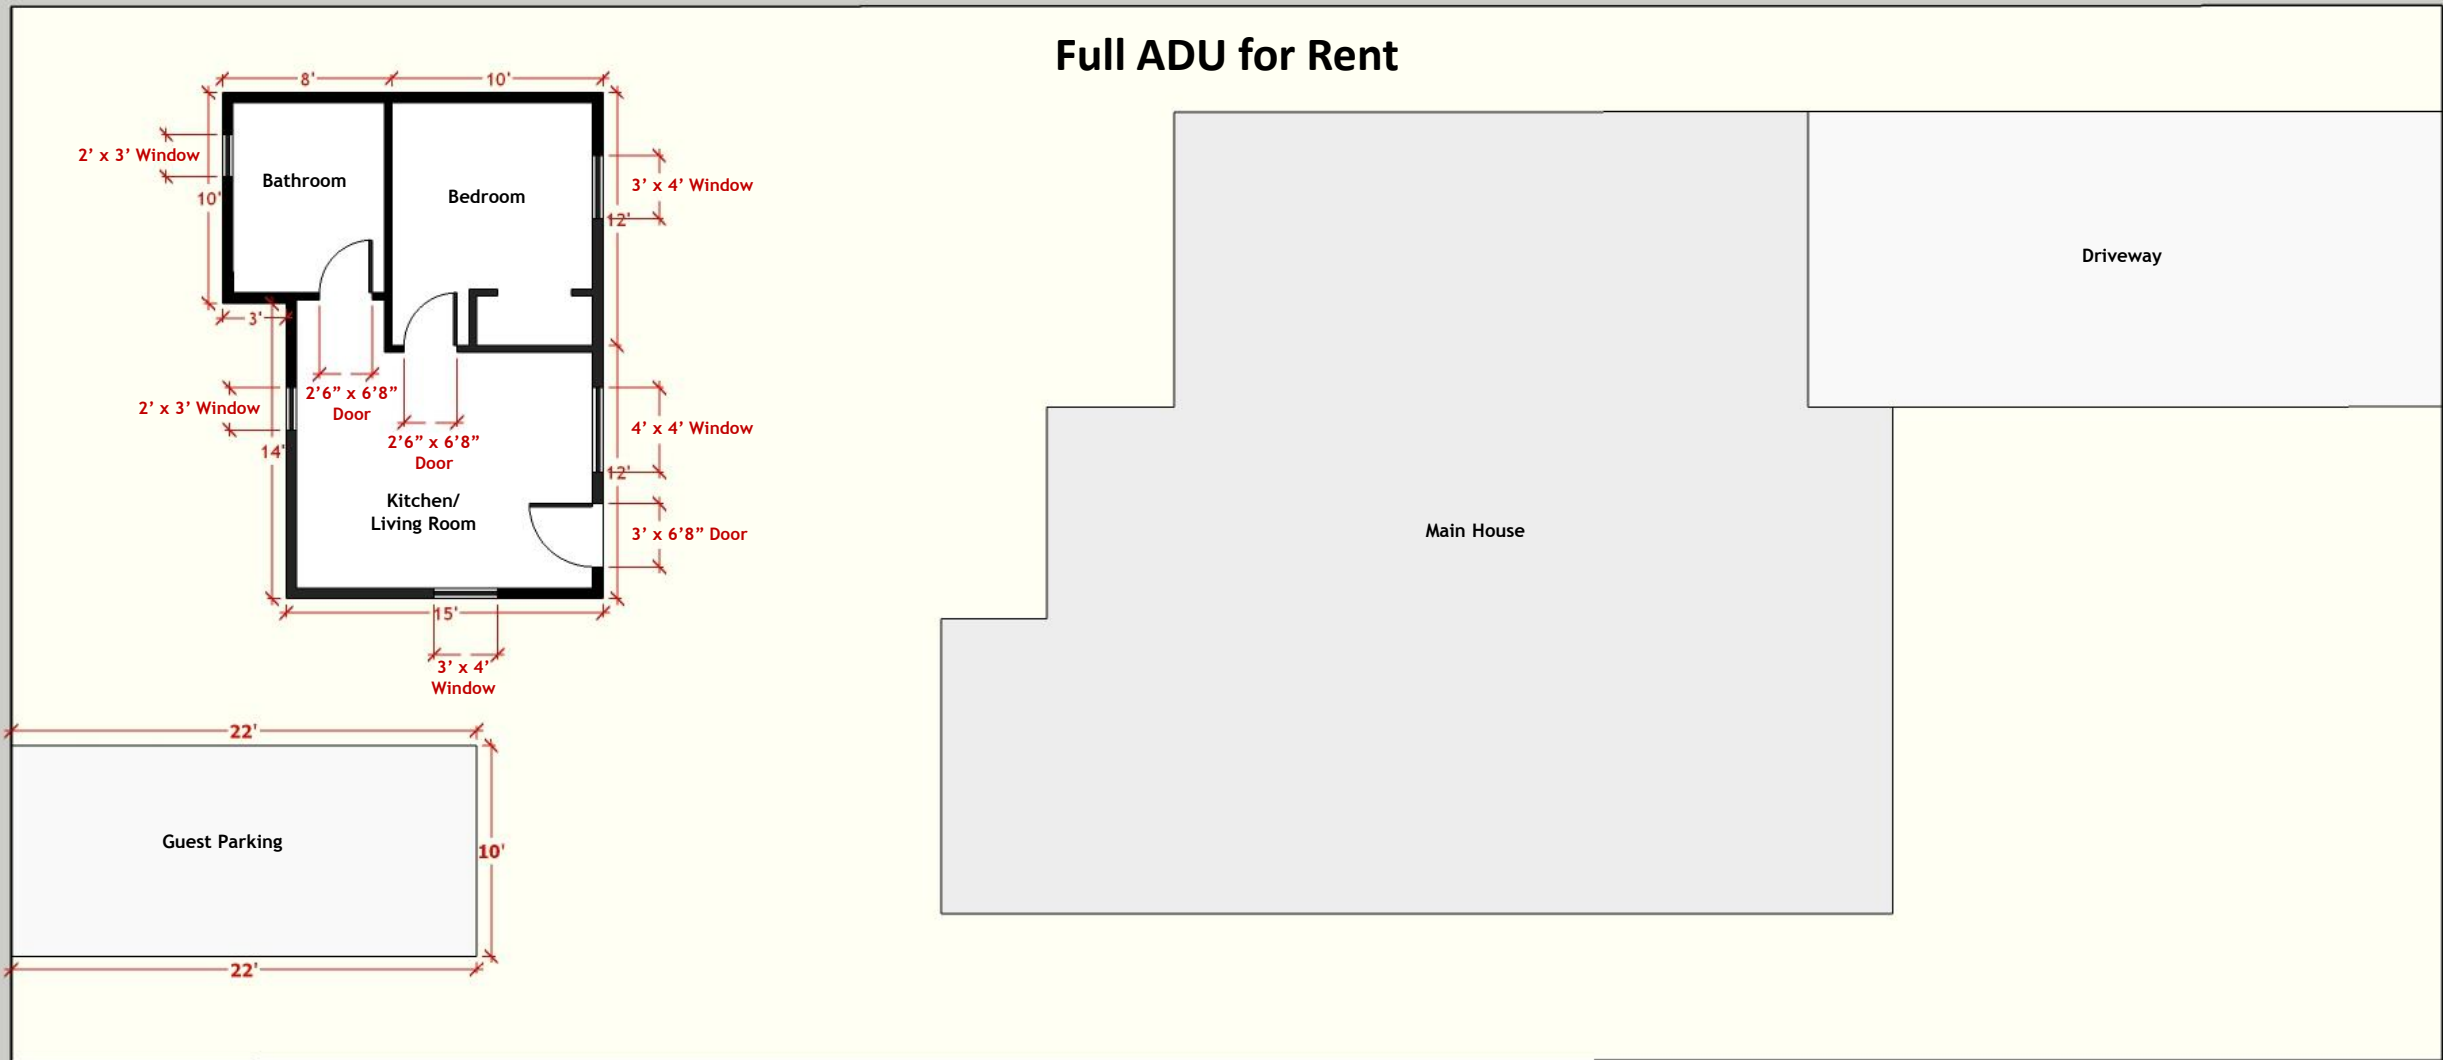 Full ADU for Rent
8'
10'
2’ x 3’ Window
Bathroom
Bedroom
3’ x 4’ Window
10'
12'
Driveway
3'
2’6” x 6’8”
Door
2’ x 3’ Window
4’ x 4’ Window
2’6” x 6’8”
Door
14'
12'
Kitchen/
Living Room
3’ x 6’8” Door
Main House
15'
3’ x 4’
Window
22'
Guest Parking
10'
22'